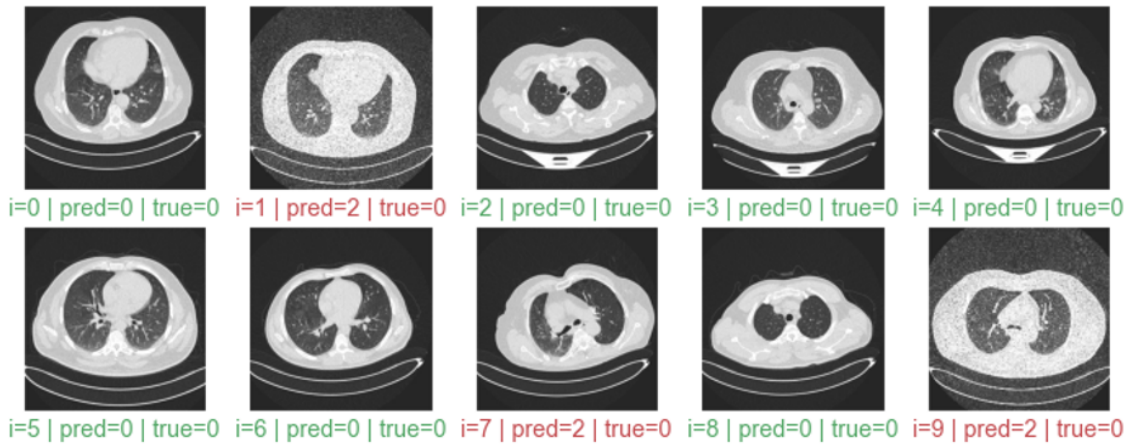 i=0 | pred=0 | true=0
i=1 | pred=2 | true=0
i=2 | pred=0 | true=0
i=3 | pred=0 | true=0
i=4 | pred=0 | true=0
i=5 | pred=0 | true=0
i=6 | pred=0 | true=0
i=7 | pred=2 | true=0
i=8 | pred=0 | true=0
i=9 | pred=2 | true=0